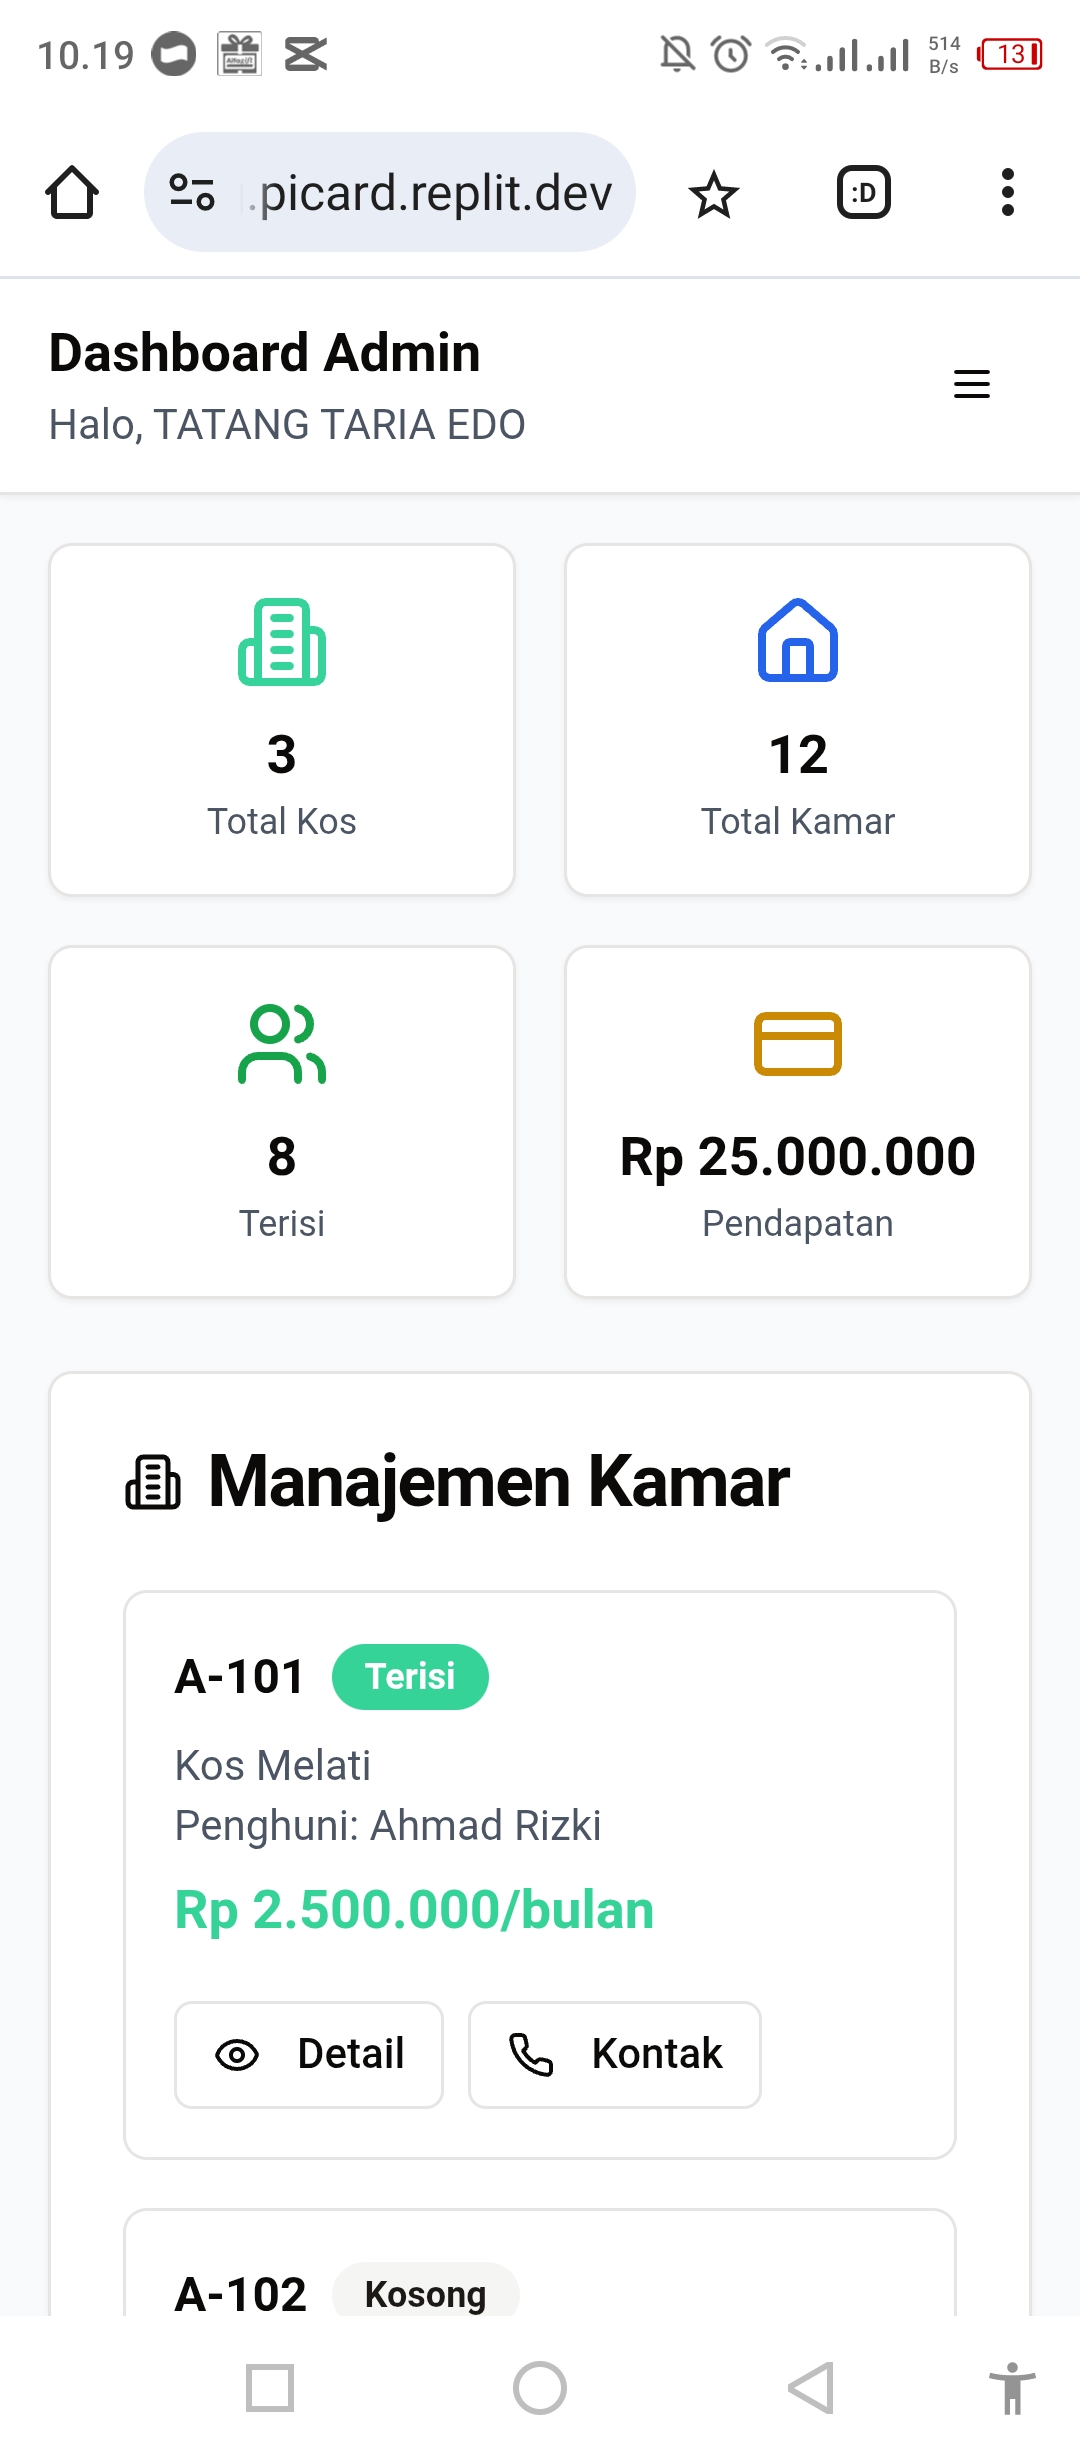 10.19
514
B/s
13
.picard.replit.dev
:D
Dashboard Admin
Halo, TATANG TARIA EDO
3
Total Kos
12
Total Kamar
8
Terisi
Rp 25.000.000
Pendapatan
Manajemen Kamar
A-101 Terisi
Kos Melati
Penghuni: Ahmad Rizki
Rp 2.500.000/bulan
Detail
Kontak
A-102 Kosong